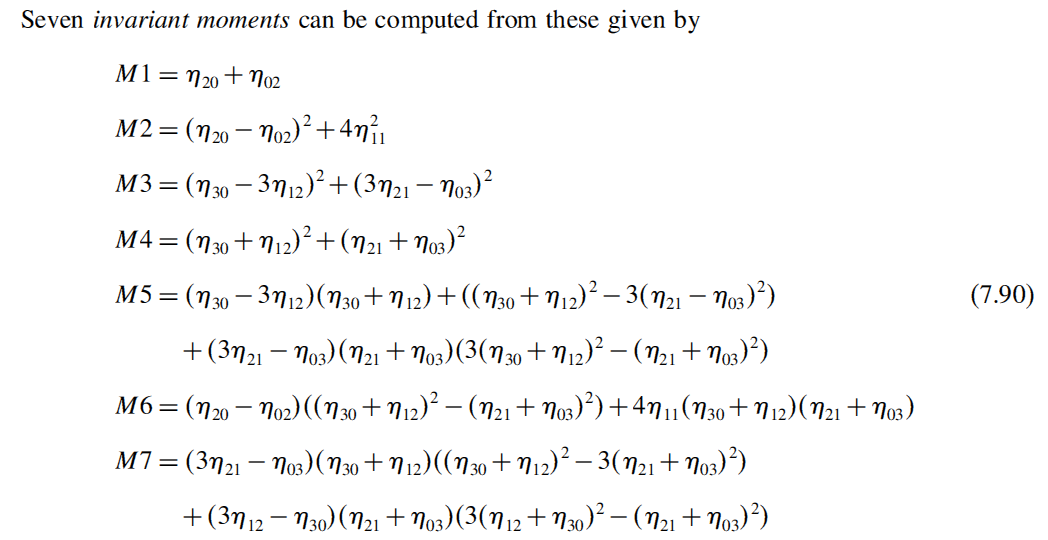 Seven invariant moments can be computed from these given by
M1 = η₂₀ + η₀₂
M2 = (η₂₀ − η₀₂)² + 4η₁₁²
M3 = (η₃₀ − 3η₁₂)² + (3η₂₁ − η₀₃)²
M4 = (η₃₀ + η₁₂)² + (η₂₁ + η₀₃)²
M5 = (η₃₀ − 3η₁₂)(η₃₀ + η₁₂) + ((η₃₀ + η₁₂)² − 3(η₂₁ − η₀₃)²) (7.90)
+ (3η₂₁ − η₀₃)(η₂₁ + η₀₃)(3(η₃₀ + η₁₂)² − (η₂₁ + η₀₃)²)
M6 = (η₂₀ − η₀₂)((η₃₀ + η₁₂)² − (η₂₁ + η₀₃)²) + 4η₁₁(η₃₀ + η₁₂)(η₂₁ + η₀₃)
M7 = (3η₂₁ − η₀₃)(η₃₀ + η₁₂)((η₃₀ + η₁₂)² − 3(η₂₁ + η₀₃)²)
+ (3η₁₂ − η₃₀)(η₂₁ + η₀₃)(3(η₁₂ + η₃₀)² − (η₂₁ + η₀₃)²)